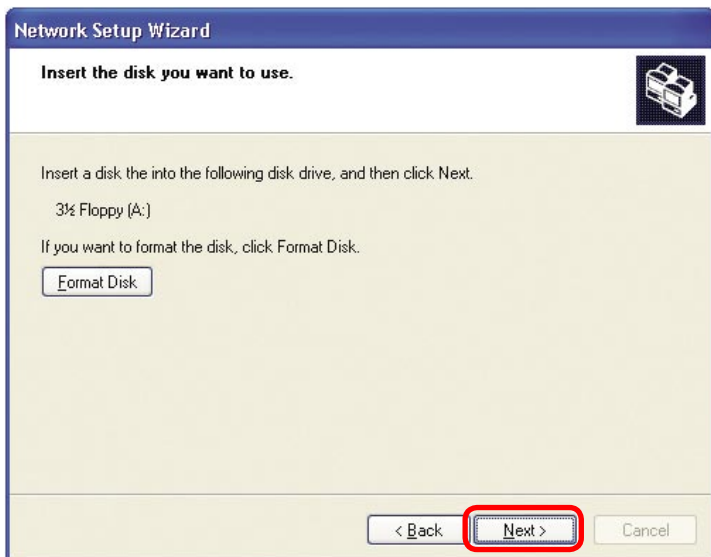 Network Setup Wizard
Insert the disk you want to use.
Insert a disk the into the following disk drive, and then click Next.
3½ Floppy (A:)
If you want to format the disk, click Format Disk.
Format Disk
< Back Next > Cancel